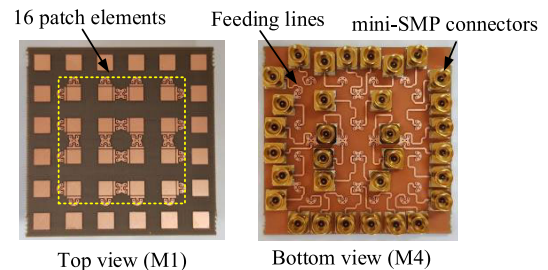 16 patch elements
Feeding lines
mini-SMP connectors
Top view (M1)
Bottom view (M4)